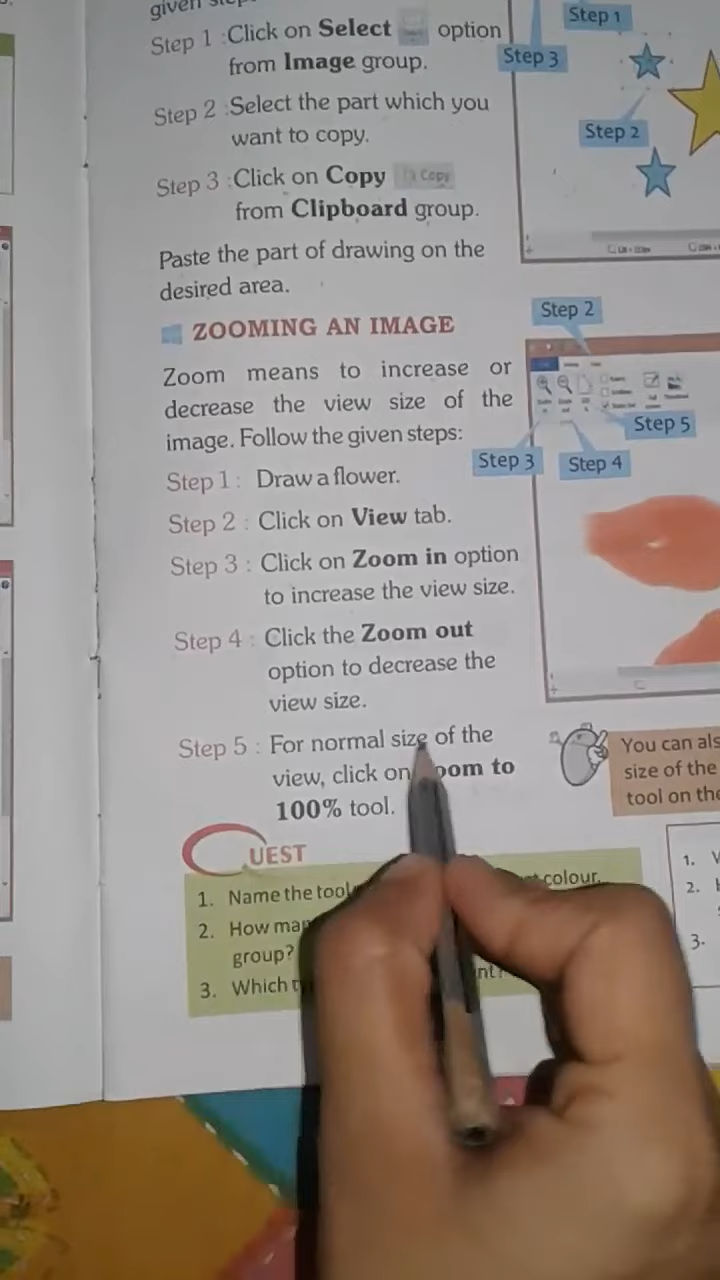 given
Step 1 : Click on Select option
from Image group.
Step 2 : Select the part which you
want to copy.
Step 3 : Click on Copy Copy
from Clipboard group.
Paste the part of drawing on the
desired area.
ZOOMING AN IMAGE
Zoom means to increase or
decrease the view size of the
image. Follow the given steps:
Step 1 : Draw a flower.
Step 2 : Click on View tab.
Step 3 : Click on Zoom in option
to increase the view size.
Step 4 : Click the Zoom out
option to decrease the
view size.
Step 5 : For normal size of the
view, click on oom to
100% tool.
QUEST
1. Name the tool colour.
2. How
group?
3. Which
Step 1
Step 3
Step 2
Step 2
Step 5
Step 3 Step 4
You can als
size of the
tool on the
1.
2.
3.